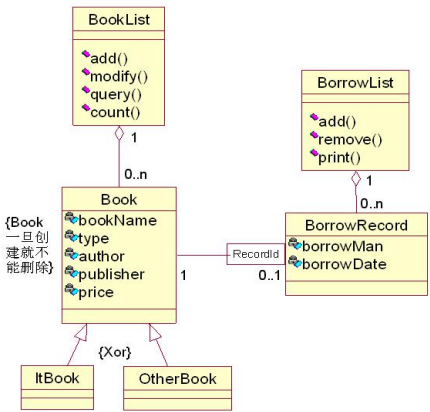 BookList
add()
modify()
query()
count()
1
0..n
BorrowList
add()
remove()
print()
1
0..n
{Book
一旦创
建就不
能删除}
Book
bookName
type
author
publisher
price
1
RecordId
0..1
BorrowRecord
borrowMan
borrowDate
{Xor}
ItBook
OtherBook